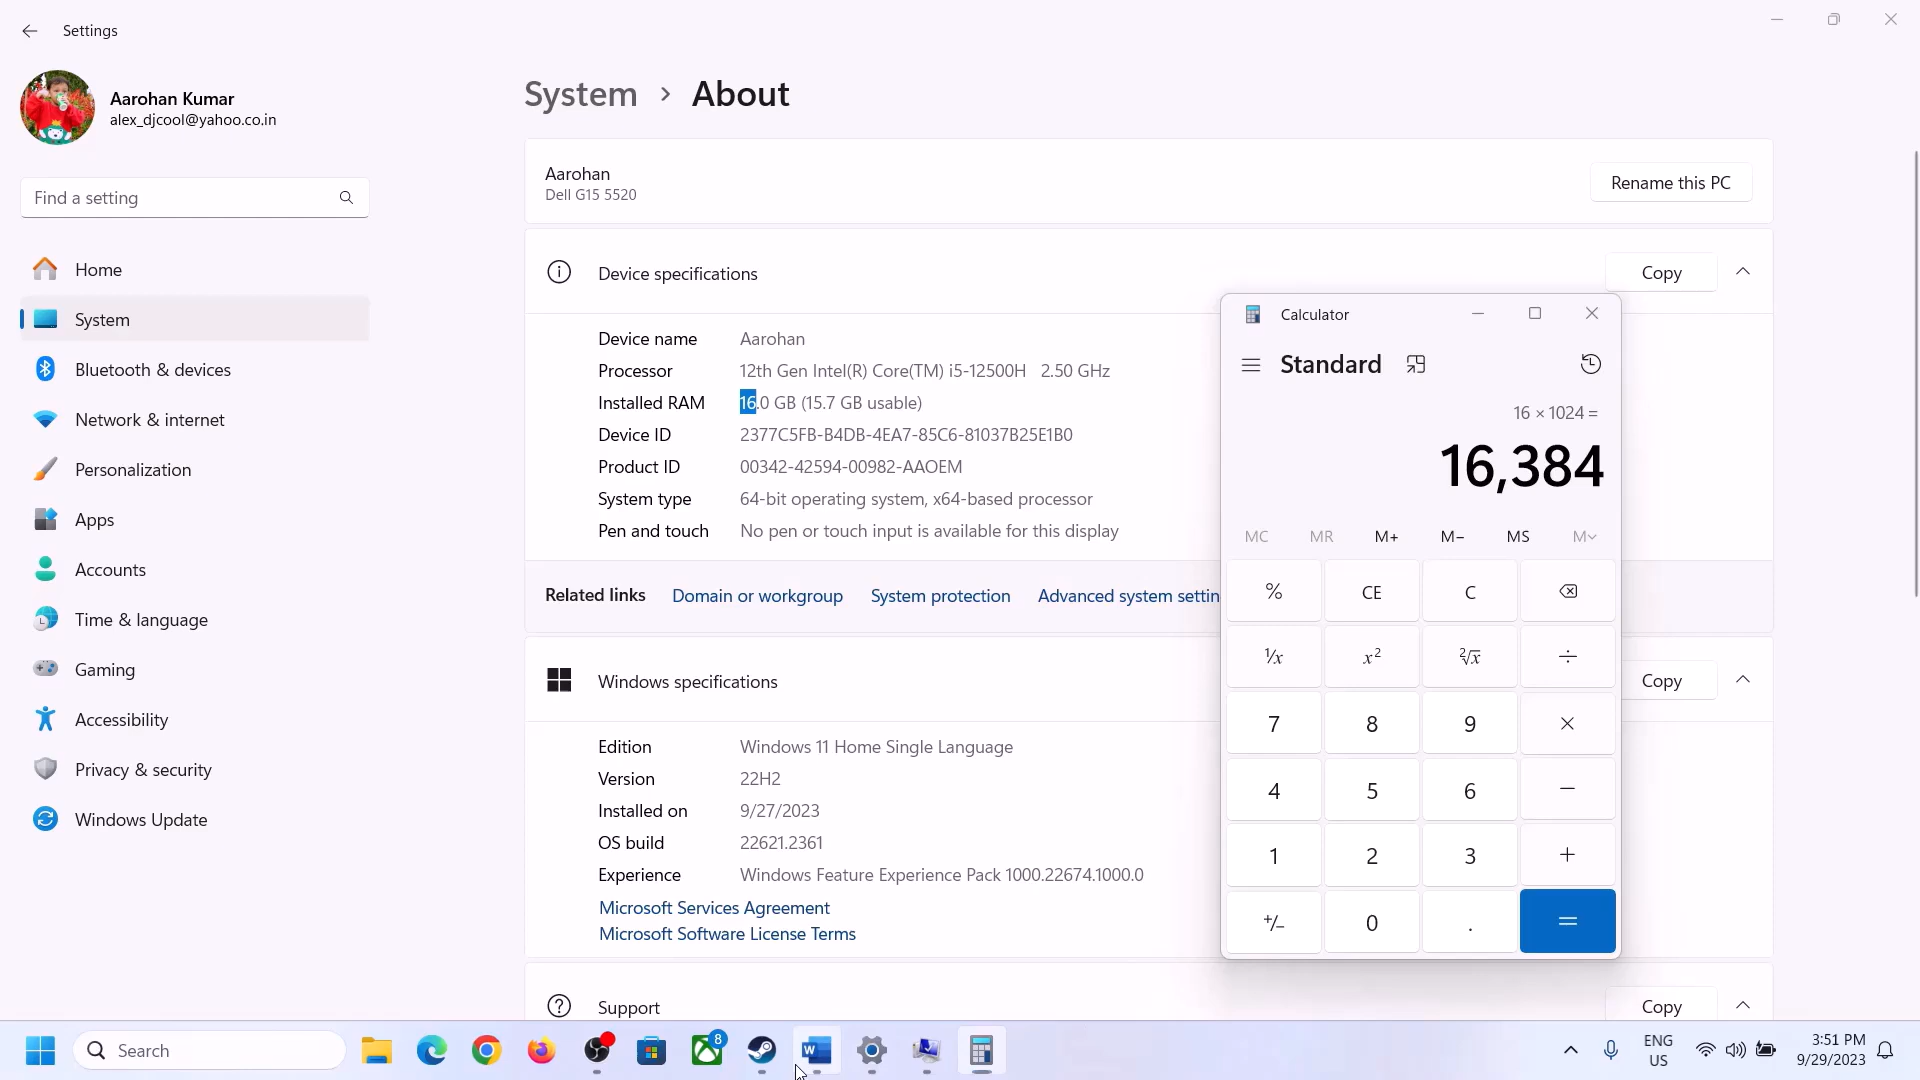 Settings
Aarohan Kumar
alex_djcool@yahoo.co.in
Find a setting
Home
System
Bluetooth & devices
Network & internet
Personalization
Apps
Accounts
Time & language
Gaming
Accessibility
Privacy & security
Windows Update
System > About
Aarohan
Dell G15 5520
Rename this PC
Device specifications
Copy
Device name Aarohan
Processor 12th Gen Intel(R) Core(TM) i5-12500H 2.50 GHz
Installed RAM 16.0 GB (15.7 GB usable)
Device ID 2377C5FB-B4DB-4EA7-85C6-81037B25E1B0
Product ID 00342-42594-00982-AAOEM
System type 64-bit operating system, x64-based processor
Pen and touch No pen or touch input is available for this display
Related links Domain or workgroup System protection Advanced system settin
Windows specifications
Copy
Edition Windows 11 Home Single Language
Version 22H2
Installed on 9/27/2023
OS build 22621.2361
Experience Windows Feature Experience Pack 1000.22674.1000.0
Microsoft Services Agreement
Microsoft Software License Terms
Support
Copy
Calculator
Standard
16 × 1024 =
16,384
MC MR M+ M− MS M
% CE C
¹/x x² ²√x ÷
7 8 9 ×
4 5 6 −
1 2 3 +
+/− 0 . =
Search
8
W
ENG
US
3:51 PM
9/29/2023